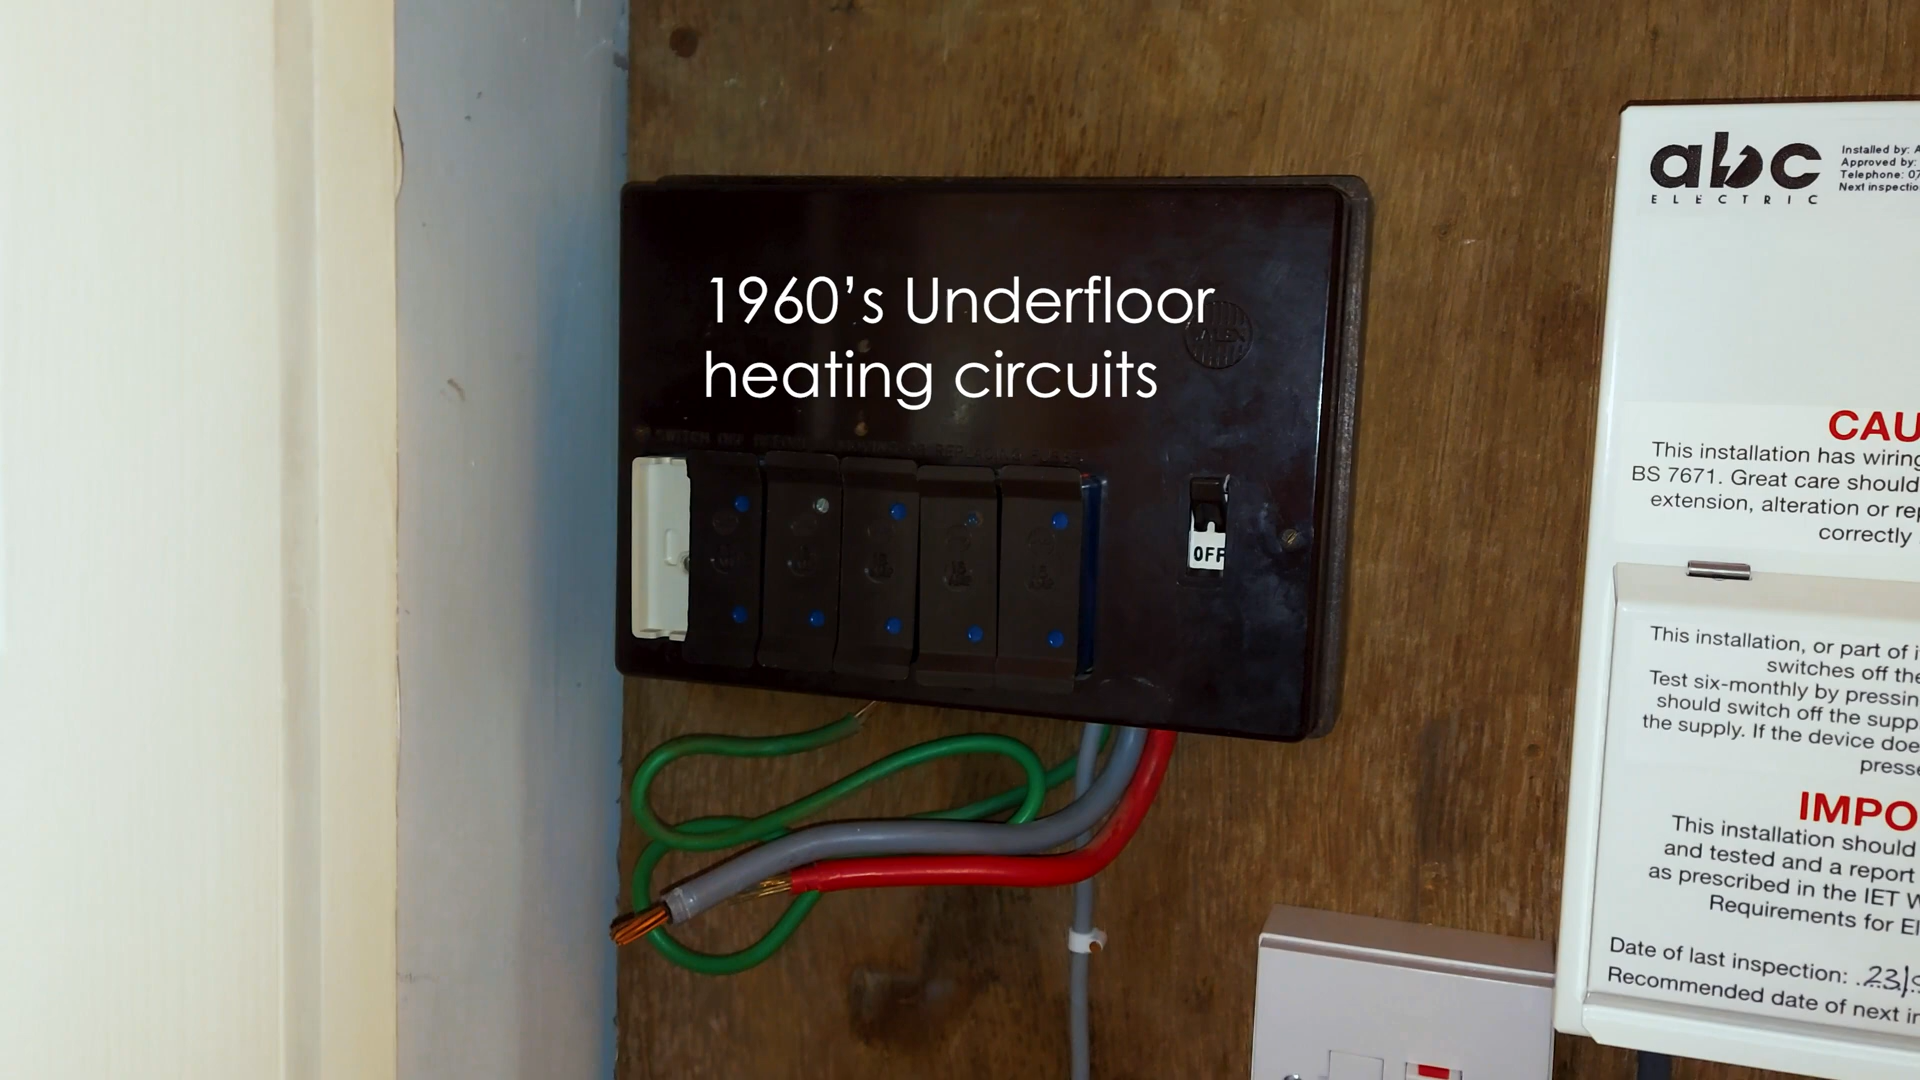 1960's Underfloor
heating circuits
OFF
abc
ELECTRIC
Installed by: A
Approved by:
Telephone: 07
Next inspectio
CAU
This installation has wiring
BS 7671. Great care should
extension, alteration or rep
correctly
This installation, or part of i
switches off the
Test six-monthly by pressin
should switch off the supp
the supply. If the device doe
presse
IMPO
This installation should
and tested and a report
as prescribed in the IET W
Requirements for El
Date of last inspection: 23/9
Recommended date of next in